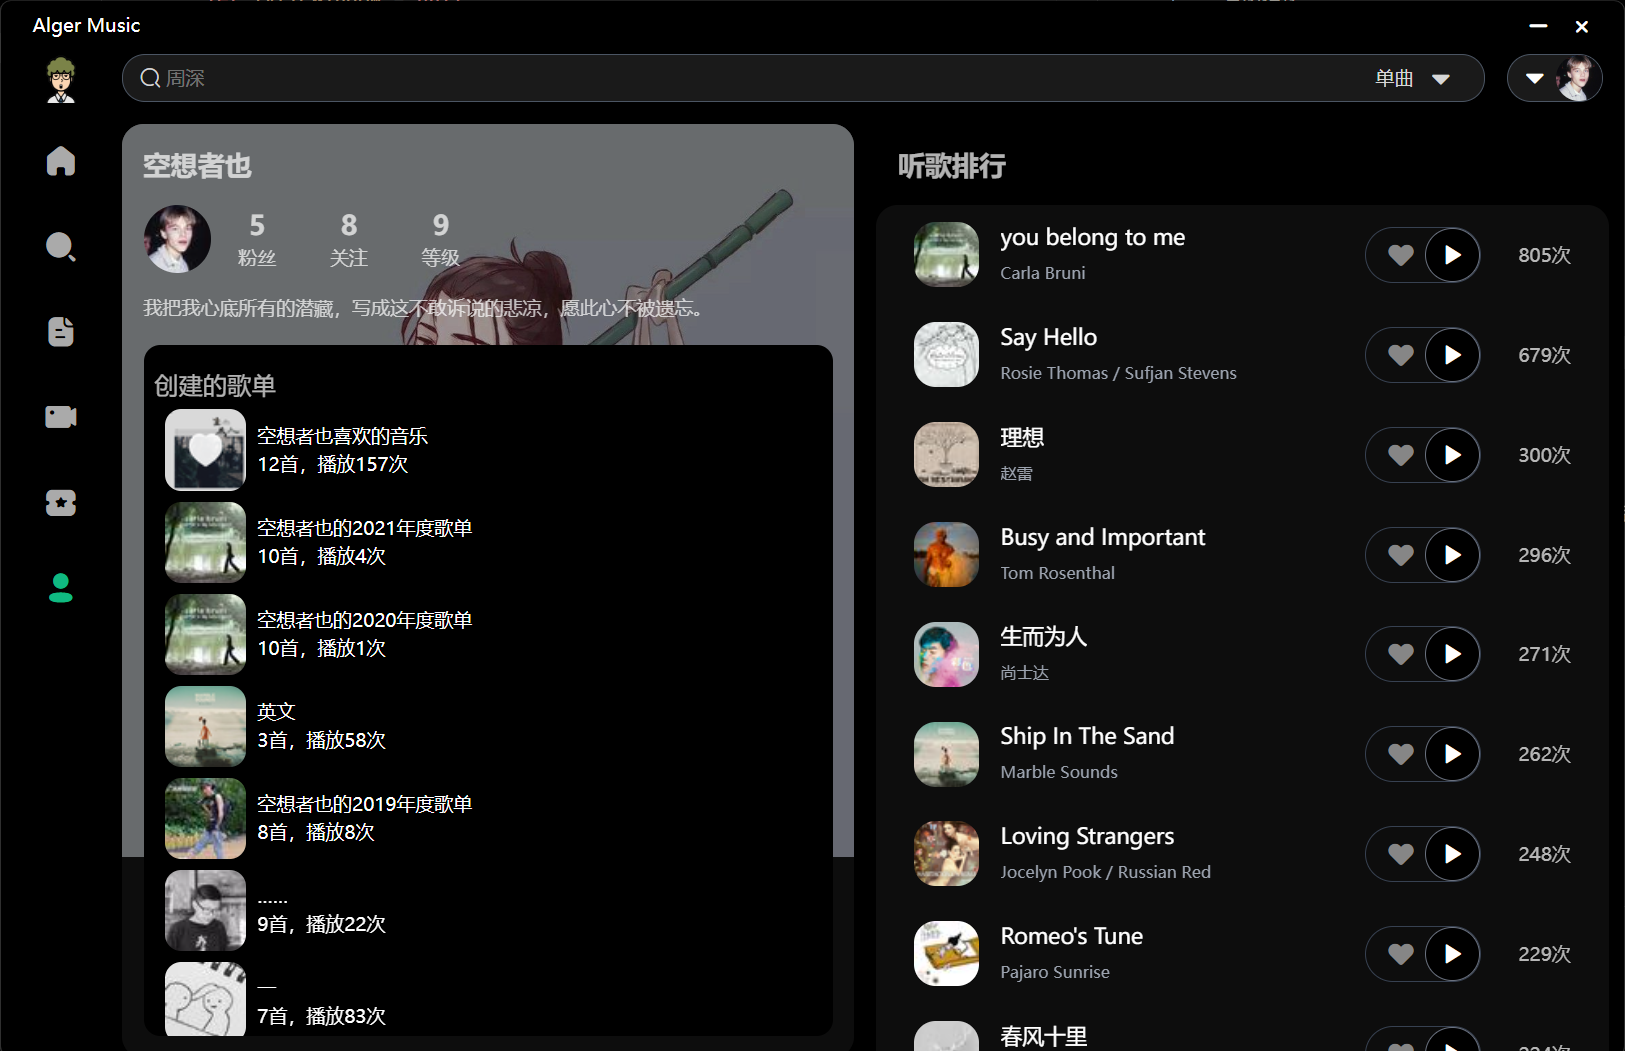 Alger Music
周深
单曲
空想者也
5
8
9
粉丝
关注
等级
我把我心底所有的潜藏，写成这不敢诉说的悲凉，愿此心不被遗忘。
创建的歌单
空想者也喜欢的音乐
12首，播放157次
空想者也的2021年度歌单
10首，播放4次
空想者也的2020年度歌单
10首，播放1次
英文
3首，播放58次
空想者也的2019年度歌单
8首，播放8次
......
9首，播放22次
—
7首，播放83次
听歌排行
you belong to me
Carla Bruni
805次
Say Hello
Rosie Thomas / Sufjan Stevens
679次
理想
赵雷
300次
Busy and Important
Tom Rosenthal
296次
生而为人
尚士达
271次
Ship In The Sand
Marble Sounds
262次
Loving Strangers
Jocelyn Pook / Russian Red
248次
Romeo's Tune
Pajaro Sunrise
229次
春风十里